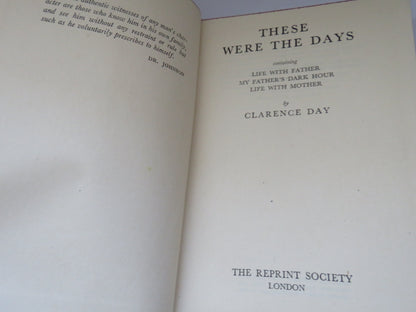 authentic witnesses of any man's char-
acter are those who know him in his own family,
and see him without any restraint or rule but
such as he voluntarily prescribes to himself.
DR. JOHNSON
THESE
WERE THE DAYS
containing
LIFE WITH FATHER
MY FATHER'S DARK HOUR
LIFE WITH MOTHER
by
CLARENCE DAY
THE REPRINT SOCIETY
LONDON